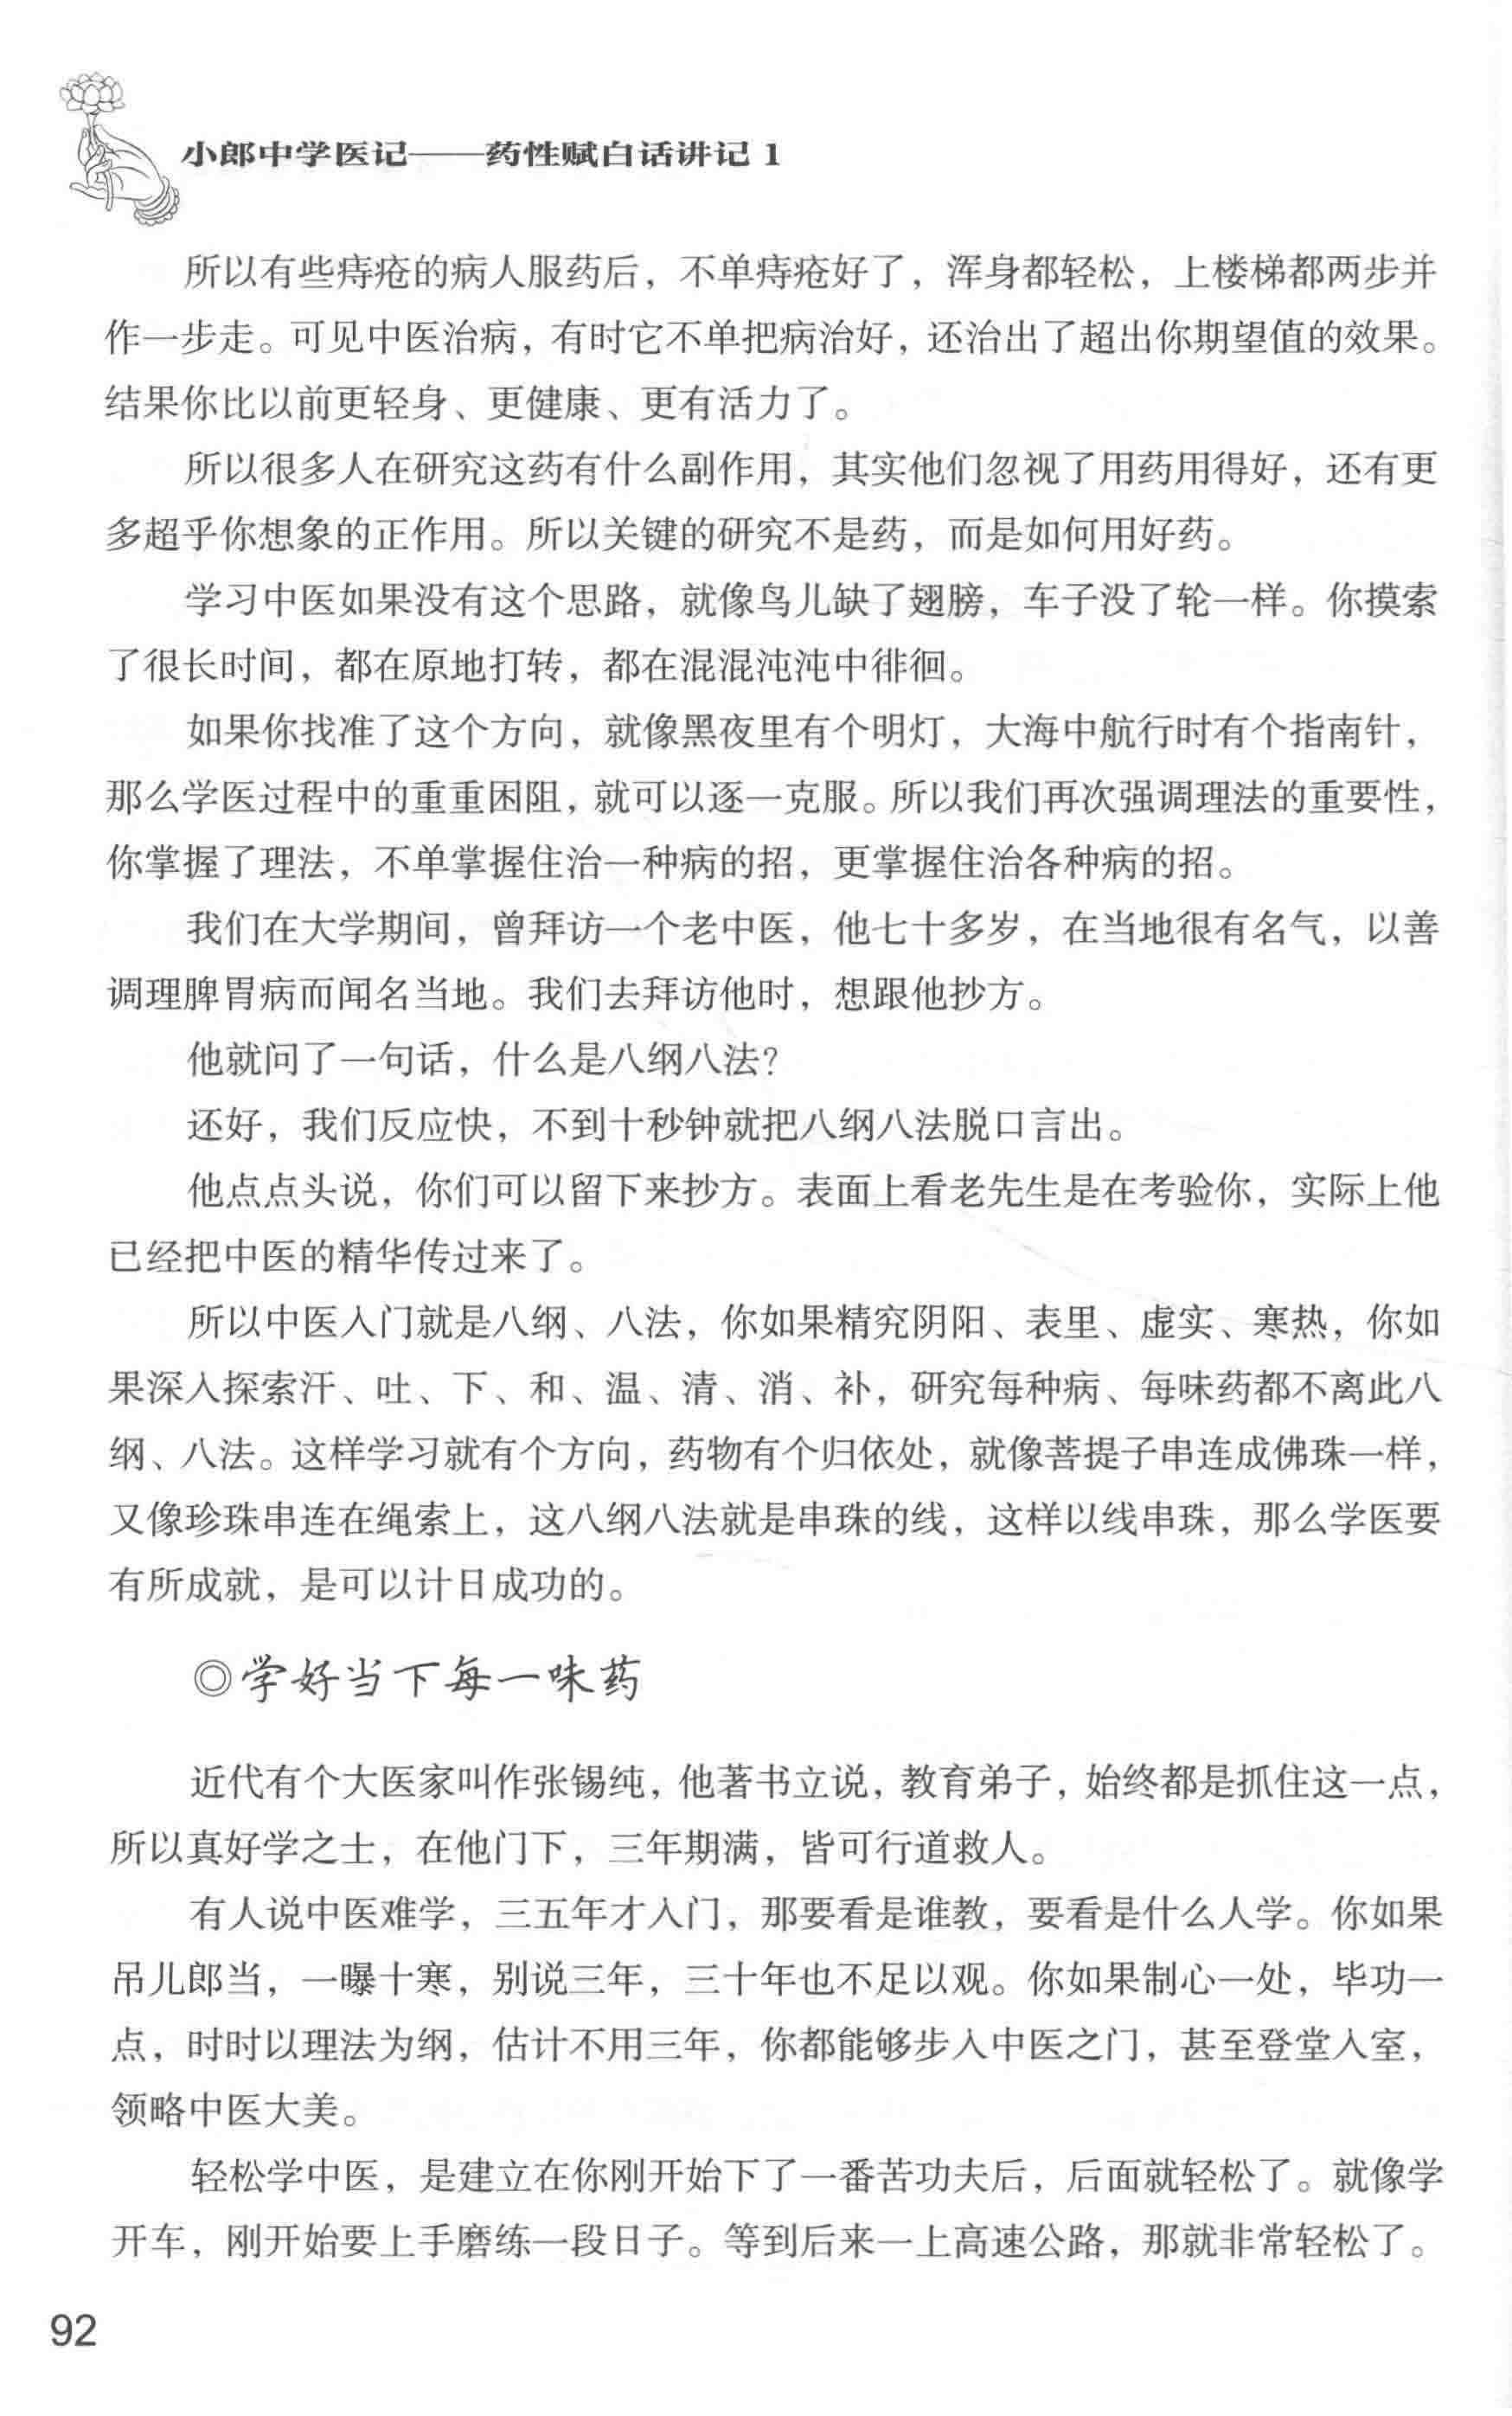 小郎中学医记——药性赋白话讲记 1
所以有些痔疮的病人服药后，不单痔疮好了，浑身都轻松，上楼梯都两步并
作一步走。可见中医治病，有时它不单把病治好，还治出了超出你期望值的效果。
结果你比以前更轻身、更健康、更有活力了。
所以很多人在研究这药有什么副作用，其实他们忽视了用药用得好，还有更
多超乎你想象的正作用。所以关键的研究不是药，而是如何用好药。
学习中医如果没有这个思路，就像鸟儿缺了翅膀，车子没了轮一样。你摸索
了很长时间，都在原地打转，都在混混沌沌中徘徊。
如果你找准了这个方向，就像黑夜里有个明灯，大海中航行时有个指南针，
那么学医过程中的重重困阻，就可以逐一克服。所以我们再次强调理法的重要性，
你掌握了理法，不单掌握住治一种病的招，更掌握住治各种病的招。
我们在大学期间，曾拜访一个老中医，他七十多岁，在当地很有名气，以善
调理脾胃病而闻名当地。我们去拜访他时，想跟他抄方。
他就问了一句话，什么是八纲八法？
还好，我们反应快，不到十秒钟就把八纲八法脱口言出。
他点点头说，你们可以留下来抄方。表面上看老先生是在考验你，实际上他
已经把中医的精华传过来了。
所以中医入门就是八纲、八法，你如果精究阴阳、表里、虚实、寒热，你如
果深入探索汗、吐、下、和、温、清、消、补，研究每种病、每味药都不离此八
纲、八法。这样学习就有个方向，药物有个归依处，就像菩提子串连成佛珠一样，
又像珍珠串连在绳索上，这八纲八法就是串珠的线，这样以线串珠，那么学医要
有所成就，是可以计日成功的。
◎学好当下每一味药
近代有个大医家叫作张锡纯，他著书立说，教育弟子，始终都是抓住这一点，
所以真好学之士，在他门下，三年期满，皆可行道救人。
有人说中医难学，三五年才入门，那要看是谁教，要看是什么人学。你如果
吊儿郎当，一曝十寒，别说三年，三十年也不足以观。你如果制心一处，毕功一
点，时时以理法为纲，估计不用三年，你都能够步入中医之门，甚至登堂入室，
领略中医大美。
轻松学中医，是建立在你刚开始下了一番苦功夫后，后面就轻松了。就像学
开车，刚开始要上手磨练一段日子。等到后来一上高速公路，那就非常轻松了。
92